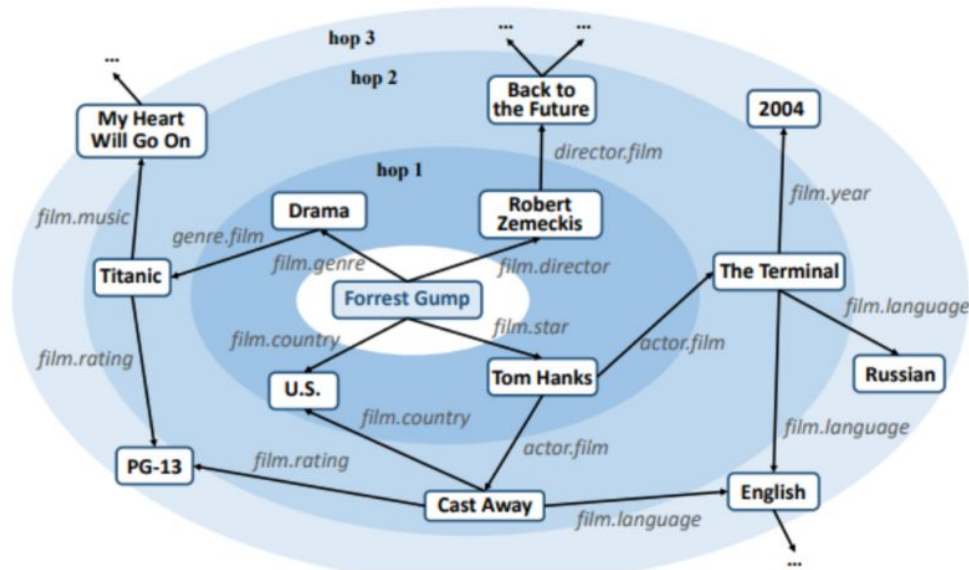 ...
...
hop 3
...
hop 2
Back to
the Future
2004
My Heart
Will Go On
director.film
hop 1
film.year
Drama
Robert
Zemeckis
film.music
genre.film
film.genre
film.director
Titanic
The Terminal
Forrest Gump
film.language
film.star
film.country
actor.film
film.rating
U.S.
Tom Hanks
Russian
film.country
film.language
actor.film
PG-13
film.rating
English
Cast Away
film.language
...